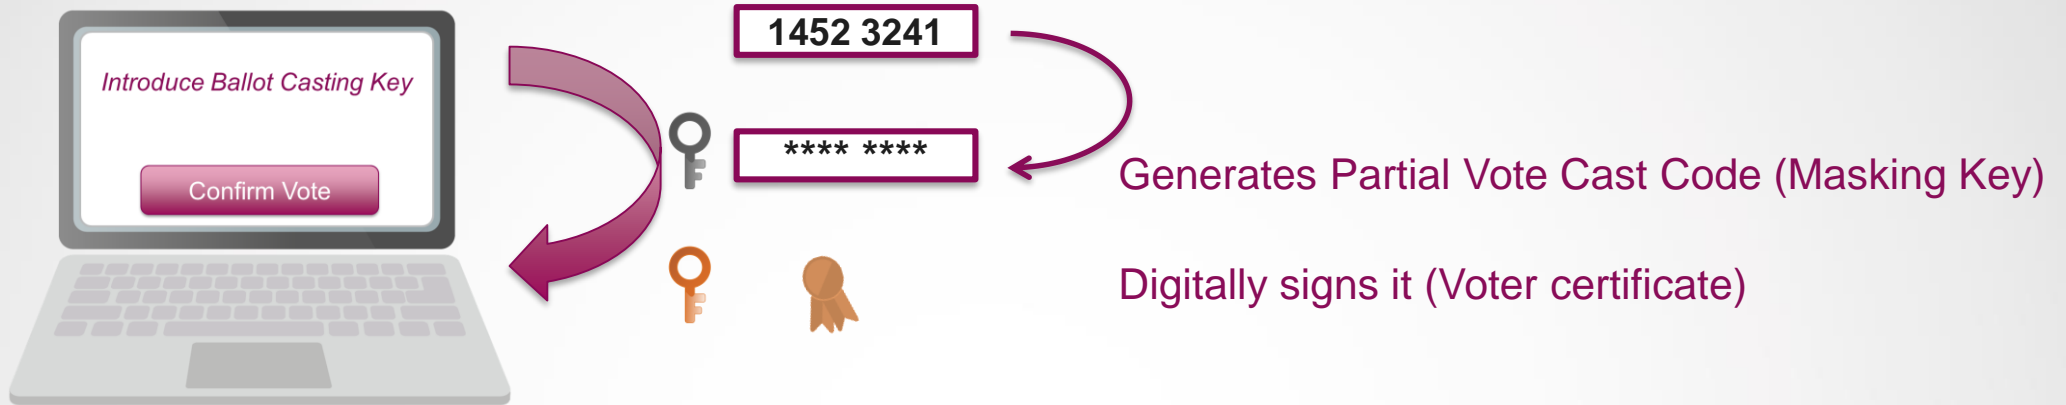 Introduce Ballot Casting Key
Confirm Vote
1452 3241
**** ****
Generates Partial Vote Cast Code (Masking Key)
Digitally signs it (Voter certificate)